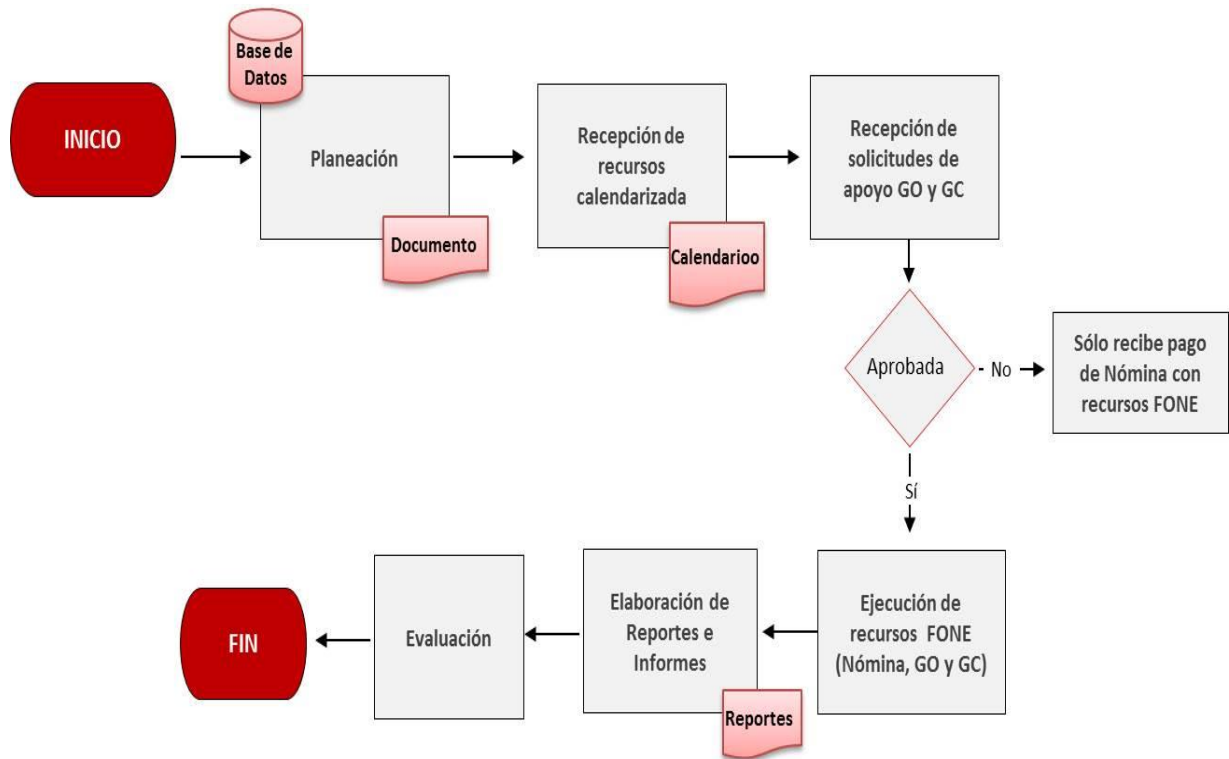 Base de
Datos
INICIO
Planeación
Documento
Recepción de
recursos
calendarizada
Calendarioo
Recepción de
solicitudes de
apoyo GO y GC
Aprobada
No
Sólo recibe pago
de Nómina con
recursos FONE
Sí
Ejecución de
recursos FONE
(Nómina, GO y GC)
Elaboración de
Reportes e
Informes
Reportes
Evaluación
FIN